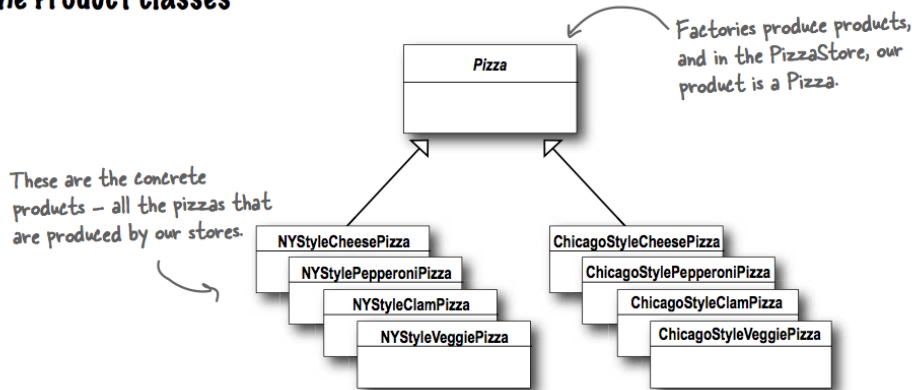 Product classes
Factories produce products,
and in the PizzaStore, our
product is a Pizza.
Pizza
These are the concrete
products – all the pizzas that
are produced by our stores.
NYStyleCheesePizza
NYStylePepperoniPizza
NYStyleClamPizza
NYStyleVeggiePizza
ChicagoStyleCheesePizza
ChicagoStylePepperoniPizza
ChicagoStyleClamPizza
ChicagoStyleVeggiePizza